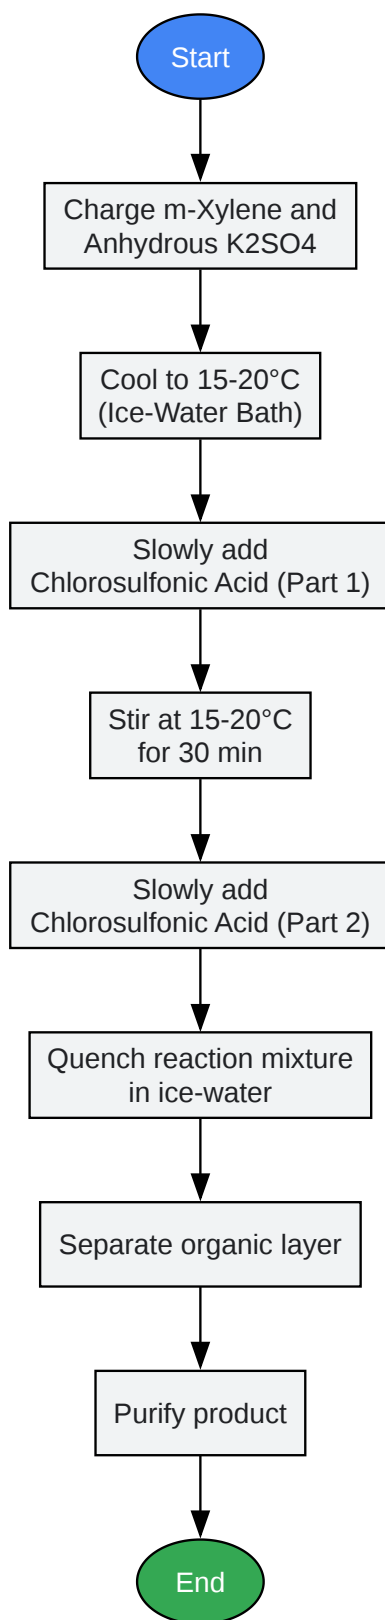 Start
Charge m-Xylene and
Anhydrous K2SO4
Cool to 15-20°C
(Ice-Water Bath)
Slowly add
Chlorosulfonic Acid (Part 1)
Stir at 15-20°C
for 30 min
Slowly add
Chlorosulfonic Acid (Part 2)
Quench reaction mixture
in ice-water
Separate organic layer
Purify product
End